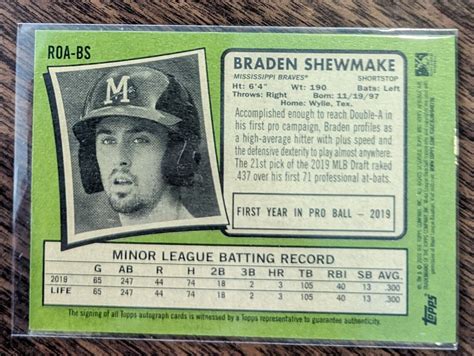 ROA-BS
M
BRADEN SHEWMAKE
MISSISSIPPI BRAVES® SHORTSTOP
Ht: 6'4" Wt: 190 Bats: Left
Throws: Right Born: 11/19/97
Home: Wylie, Tex.
Accomplished enough to reach Double-A in
his first pro campaign, Braden profiles as
a high-average hitter with plus speed and
the defensive dexterity to play almost anywhere.
The 21st pick of the 2019 MLB Draft raked
.437 over his first 71 professional at-bats.
FIRST YEAR IN PRO BALL — 2019
MINOR LEAGUE BATTING RECORD
G AB R H 2B 3B HR TB RBI SB AVG.
2019 65 247 44 74 14 2 3 105 40 13 .300
LIFE 65 247 44 74 14 2 3 105 40 13 .300
The signing of all Topps autograph cards is witnessed by a Topps representative to guarantee authenticity.
Topps